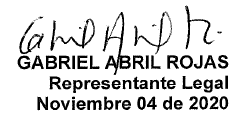 GABRIEL ABRIL ROJAS
Representante Legal
Noviembre 04 de 2020